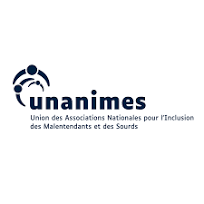 unanimes
Union des Associations Nationales pour l'Inclusion
des Malentendants et des Sourds